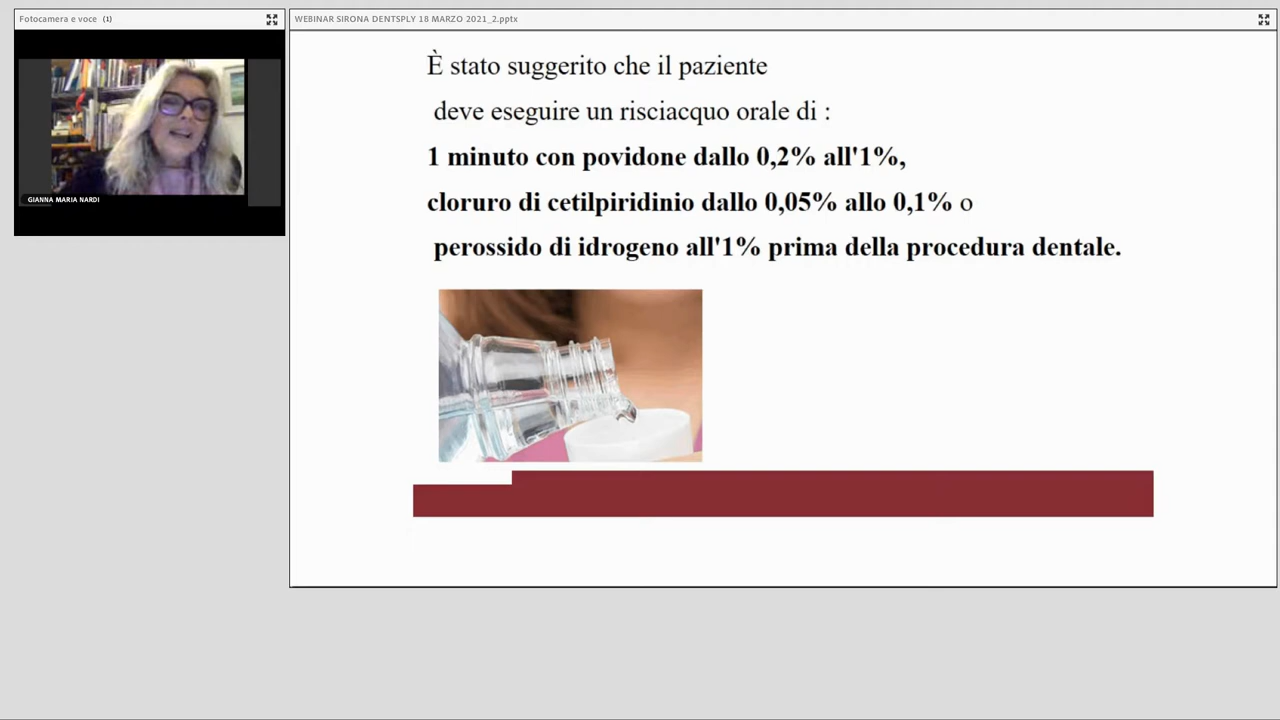 Fotocamera e voce (1)
WEBINAR SIRONA DENTSPLY 18 MARZO 2021_2.pptx
GIANNA MARIA NARDI
È stato suggerito che il paziente
deve eseguire un risciacquo orale di :
1 minuto con povidone dallo 0,2% all'1%,
cloruro di cetilpiridinio dallo 0,05% allo 0,1% o
perossido di idrogeno all'1% prima della procedura dentale.